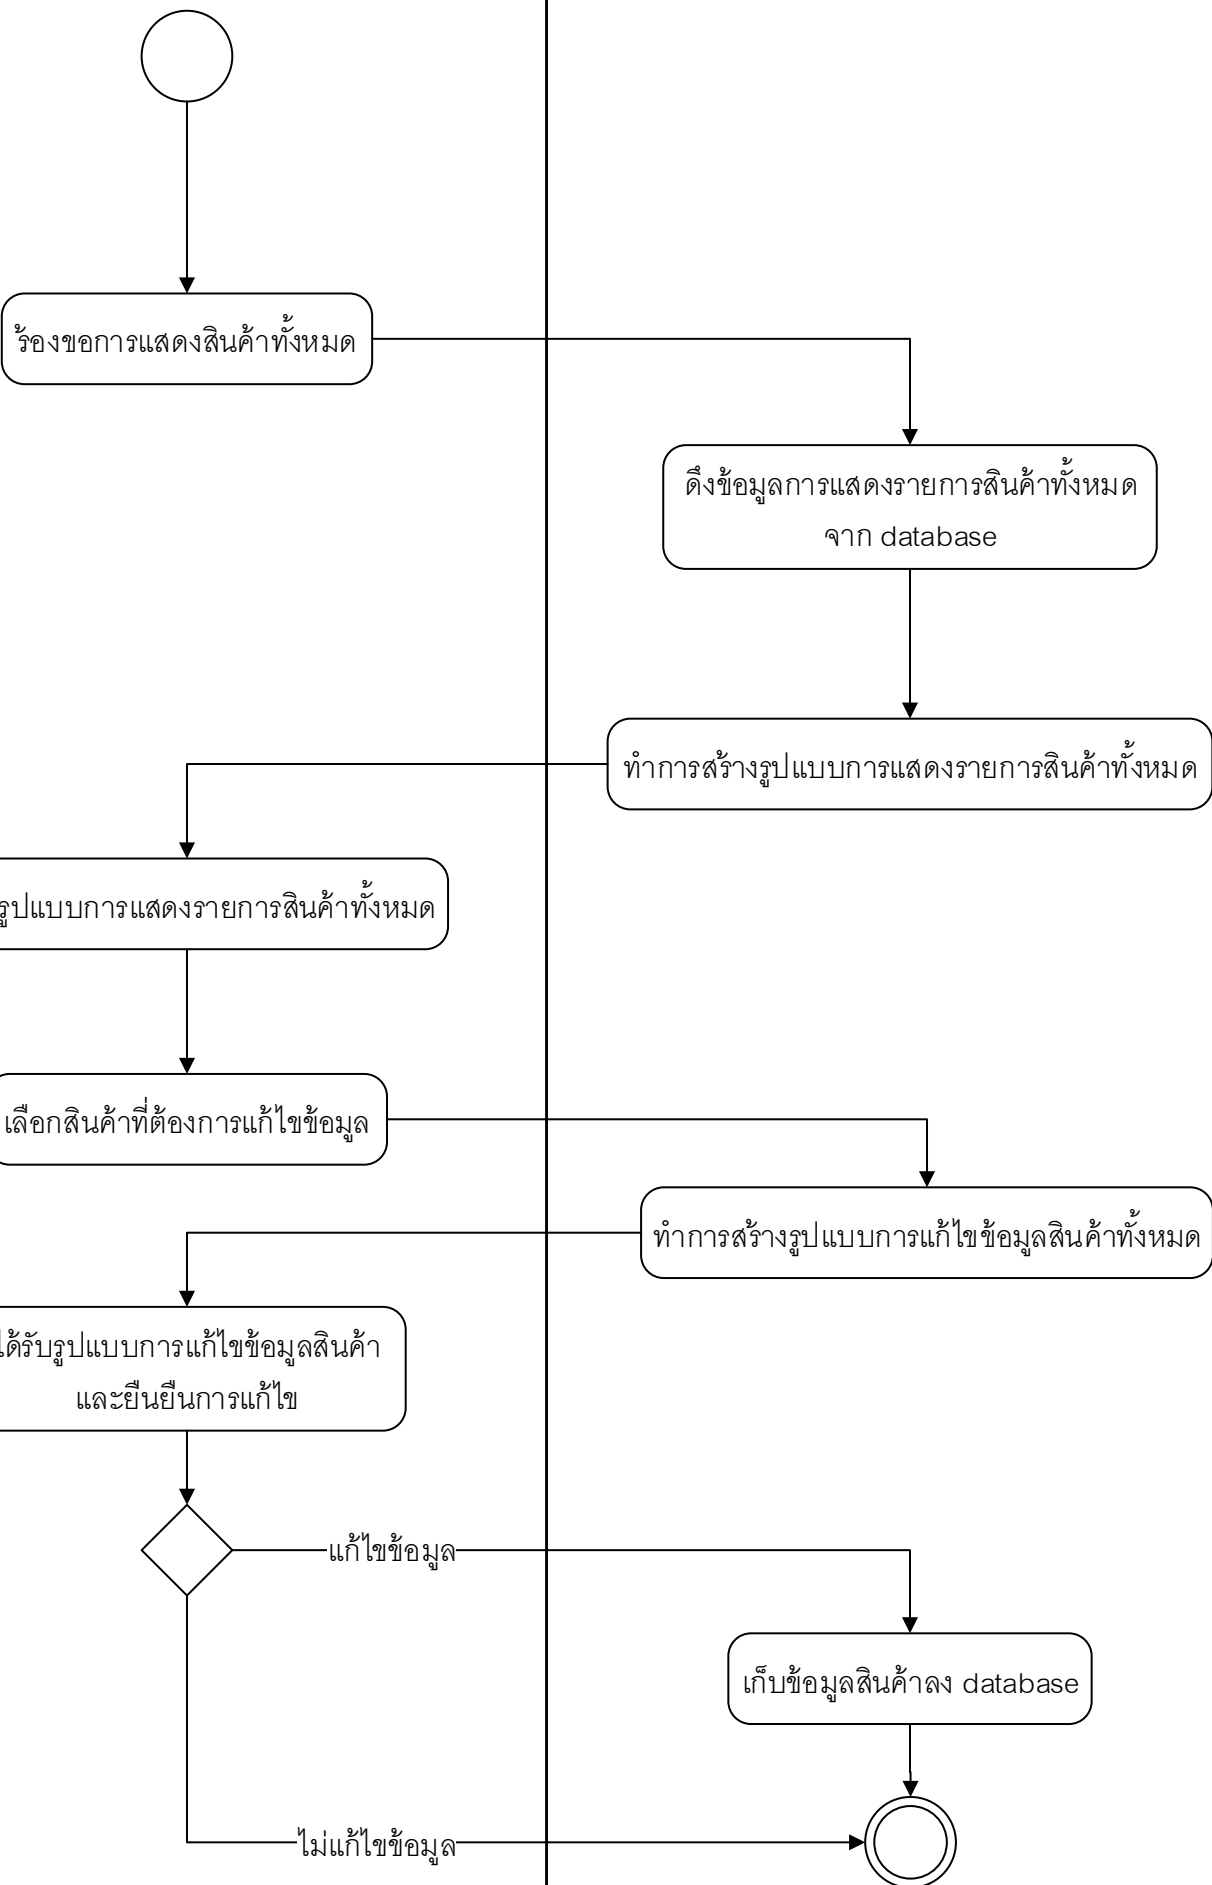 ร้องขอการแสดงสินค้าทั้งหมด
ดึงข้อมูลการแสดงรายการสินค้าทั้งหมด
จาก database
ทำการสร้างรูปแบบการแสดงรายการสินค้าทั้งหมด
รูปแบบการแสดงรายการสินค้าทั้งหมด
เลือกสินค้าที่ต้องการแก้ไขข้อมูล
ทำการสร้างรูปแบบการแก้ไขข้อมูลสินค้าทั้งหมด
ได้รับรูปแบบการแก้ไขข้อมูลสินค้า
และยืนยืนการแก้ไข
แก้ไขข้อมูล
เก็บข้อมูลสินค้าลง database
ไม่แก้ไขข้อมูล